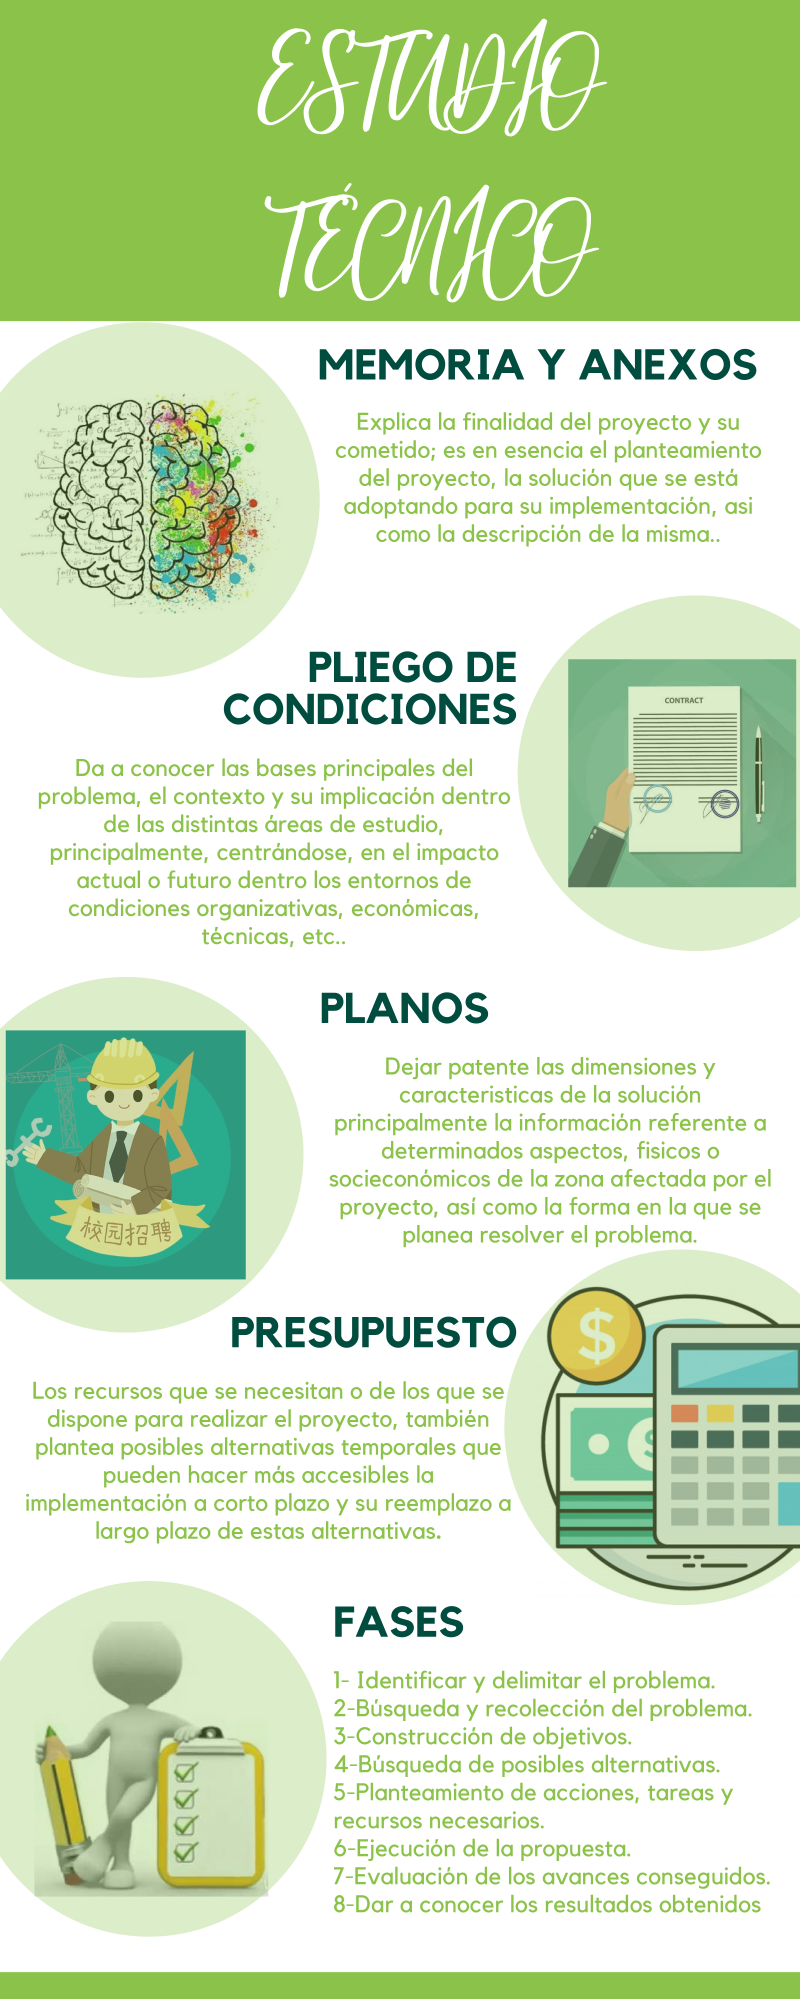 ESTUDIO
TÉCNICO
MEMORIA Y ANEXOS
Explica la finalidad del proyecto y su
cometido; es en esencia el planteamiento
del proyecto, la solución que se está
adoptando para su implementación, asi
como la descripción de la misma..
PLIEGO DE
CONDICIONES
CONTRACT
Da a conocer las bases principales del
problema, el contexto y su implicación dentro
de las distintas áreas de estudio,
principalmente, centrándose, en el impacto
actual o futuro dentro los entornos de
condiciones organizativas, económicas,
técnicas, etc..
PLANOS
Dejar patente las dimensiones y
caracteristicas de la solución
principalmente la información referente a
determinados aspectos, fisicos o
socieconómicos de la zona afectada por el
proyecto, así como la forma en la que se
planea resolver el problema.
校园招聘
PRESUPUESTO
$
$
Los recursos que se necesitan o de los que se
dispone para realizar el proyecto, también
plantea posibles alternativas temporales que
pueden hacer más accesibles la
implementación a corto plazo y su reemplazo a
largo plazo de estas alternativas.
FASES
1- Identificar y delimitar el problema.
2-Búsqueda y recolección del problema.
3-Construcción de objetivos.
4-Búsqueda de posibles alternativas.
5-Planteamiento de acciones, tareas y
recursos necesarios.
6-Ejecución de la propuesta.
7-Evaluación de los avances conseguidos.
8-Dar a conocer los resultados obtenidos